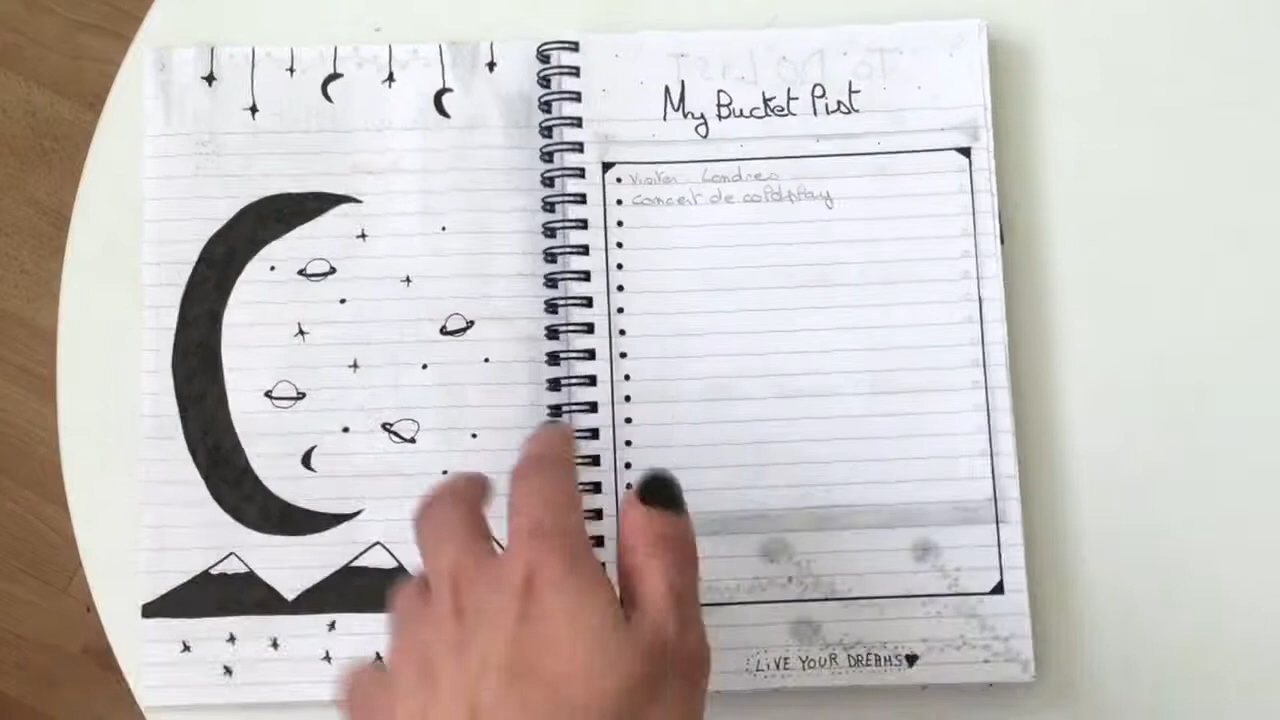 My Bucket List
• Visiter Londres
• Concert de coldplay
LIVE YOUR DREAMS